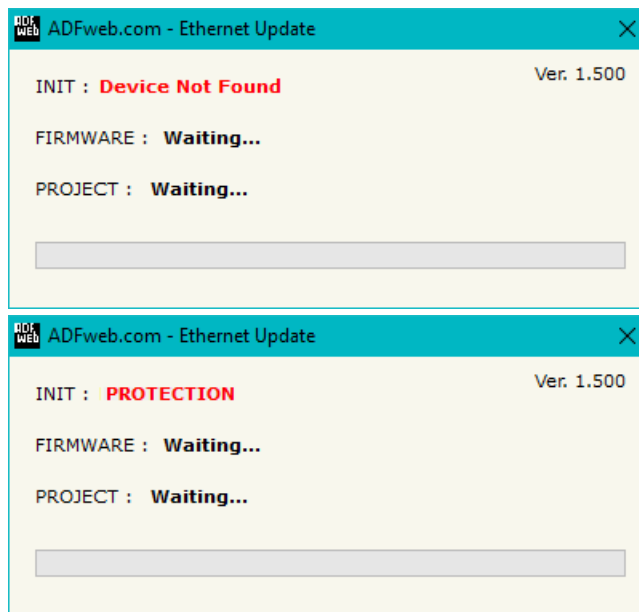 ADF WEB ADFweb.com - Ethernet Update
Ver. 1.500
INIT : Device Not Found
FIRMWARE : Waiting...
PROJECT : Waiting...
ADF WEB ADFweb.com - Ethernet Update
Ver. 1.500
INIT : PROTECTION
FIRMWARE : Waiting...
PROJECT : Waiting...